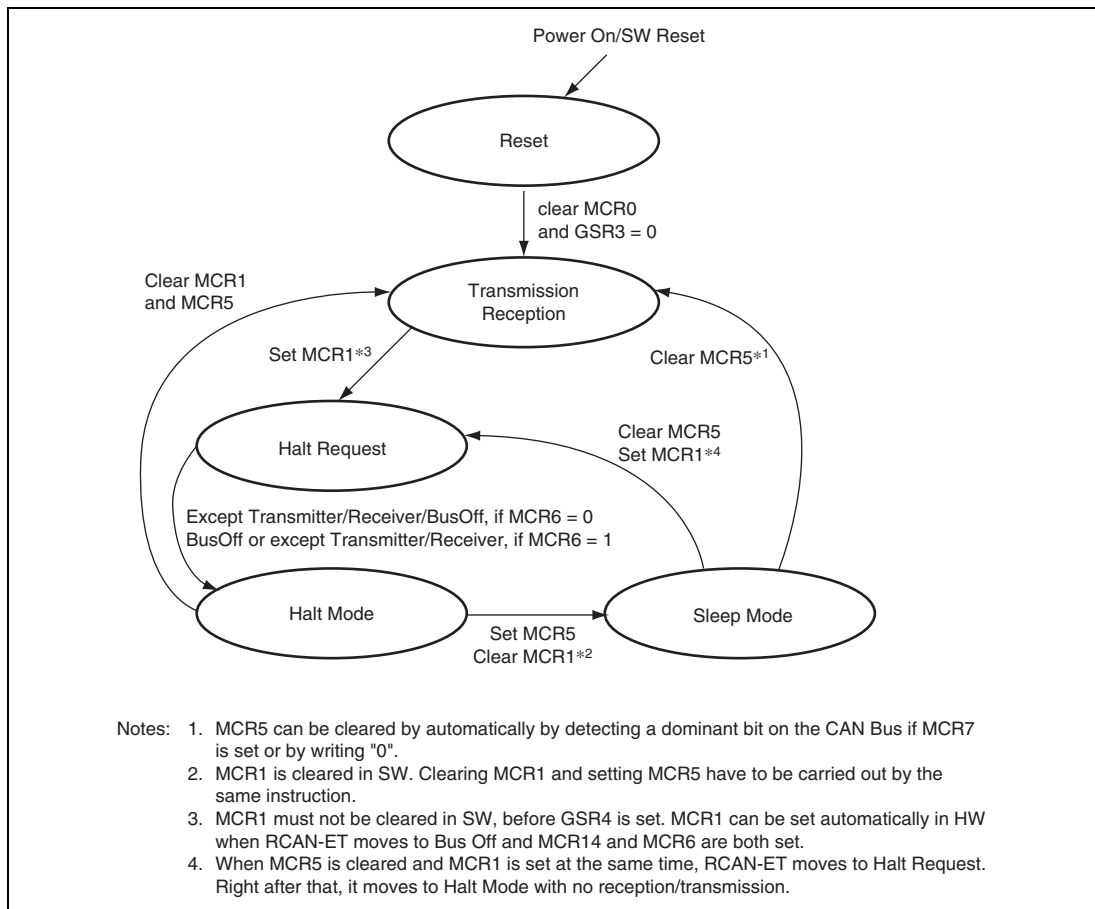 Power On/SW Reset
Reset
clear MCR0
and GSR3 = 0
Clear MCR1
and MCR5
Transmission
Reception
Set MCR1*3
Clear MCR5*1
Halt Request
Clear MCR5
Set MCR1*4
Except Transmitter/Receiver/BusOff, if MCR6 = 0
BusOff or except Transmitter/Receiver, if MCR6 = 1
Halt Mode
Sleep Mode
Set MCR5
Clear MCR1*2
Notes: 1. MCR5 can be cleared by automatically by detecting a dominant bit on the CAN Bus if MCR7
is set or by writing "0".
2. MCR1 is cleared in SW. Clearing MCR1 and setting MCR5 have to be carried out by the
same instruction.
3. MCR1 must not be cleared in SW, before GSR4 is set. MCR1 can be set automatically in HW
when RCAN-ET moves to Bus Off and MCR14 and MCR6 are both set.
4. When MCR5 is cleared and MCR1 is set at the same time, RCAN-ET moves to Halt Request.
Right after that, it moves to Halt Mode with no reception/transmission.